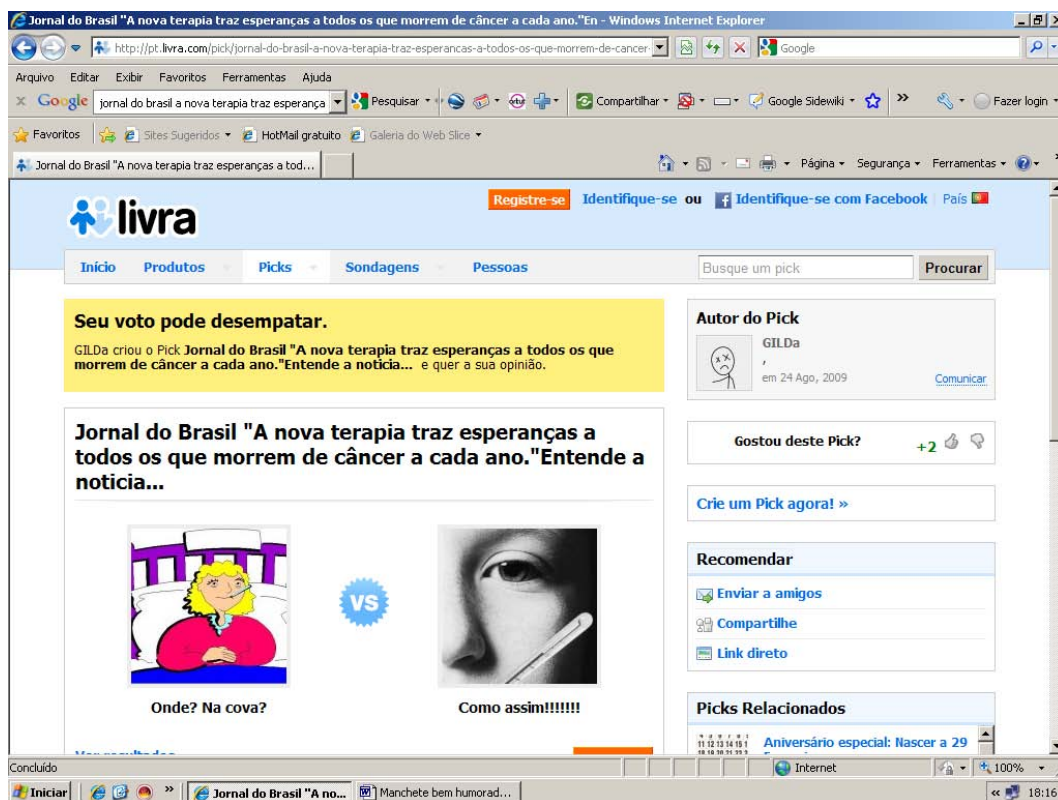 Jornal do Brasil "A nova terapia traz esperanças a todos os que morrem de câncer a cada ano."En - Windows Internet Explorer
http://pt.livra.com/pick/jornal-do-brasil-a-nova-terapia-traz-esperancas-a-todos-os-que-morrem-de-cancer-
Google
Arquivo Editar Exibir Favoritos Ferramentas Ajuda
x Google jornal do brasil a nova terapia traz esperança Pesquisar Compartilhar Google Sidewiki » Fazer login
Favoritos Sites Sugeridos HotMail gratuito Galeria do Web Slice
Jornal do Brasil "A nova terapia traz esperanças a tod... Página Segurança Ferramentas
livra
Registre-se Identifique-se ou Identifique-se com Facebook País
Início Produtos Picks Sondagens Pessoas
Busque um pick Procurar
Seu voto pode desempatar.
GILDa criou o Pick Jornal do Brasil "A nova terapia traz esperanças a todos os que
morrem de câncer a cada ano."Entende a noticia... e quer a sua opinião.
Jornal do Brasil "A nova terapia traz esperanças a
todos os que morrem de câncer a cada ano."Entende a
noticia...
VS
Onde? Na cova? Como assim!!!!!!!
Autor do Pick
GILDa
,
em 24 Ago, 2009 Comunicar
Gostou deste Pick? +2
Crie um Pick agora! »
Recomendar
Enviar a amigos
Compartilhe
Link direto
Picks Relacionados
Aniversário especial: Nascer a 29
Concluído Internet 100%
Iniciar » Jornal do Brasil "A no... Manchete bem humorad... « 18:16